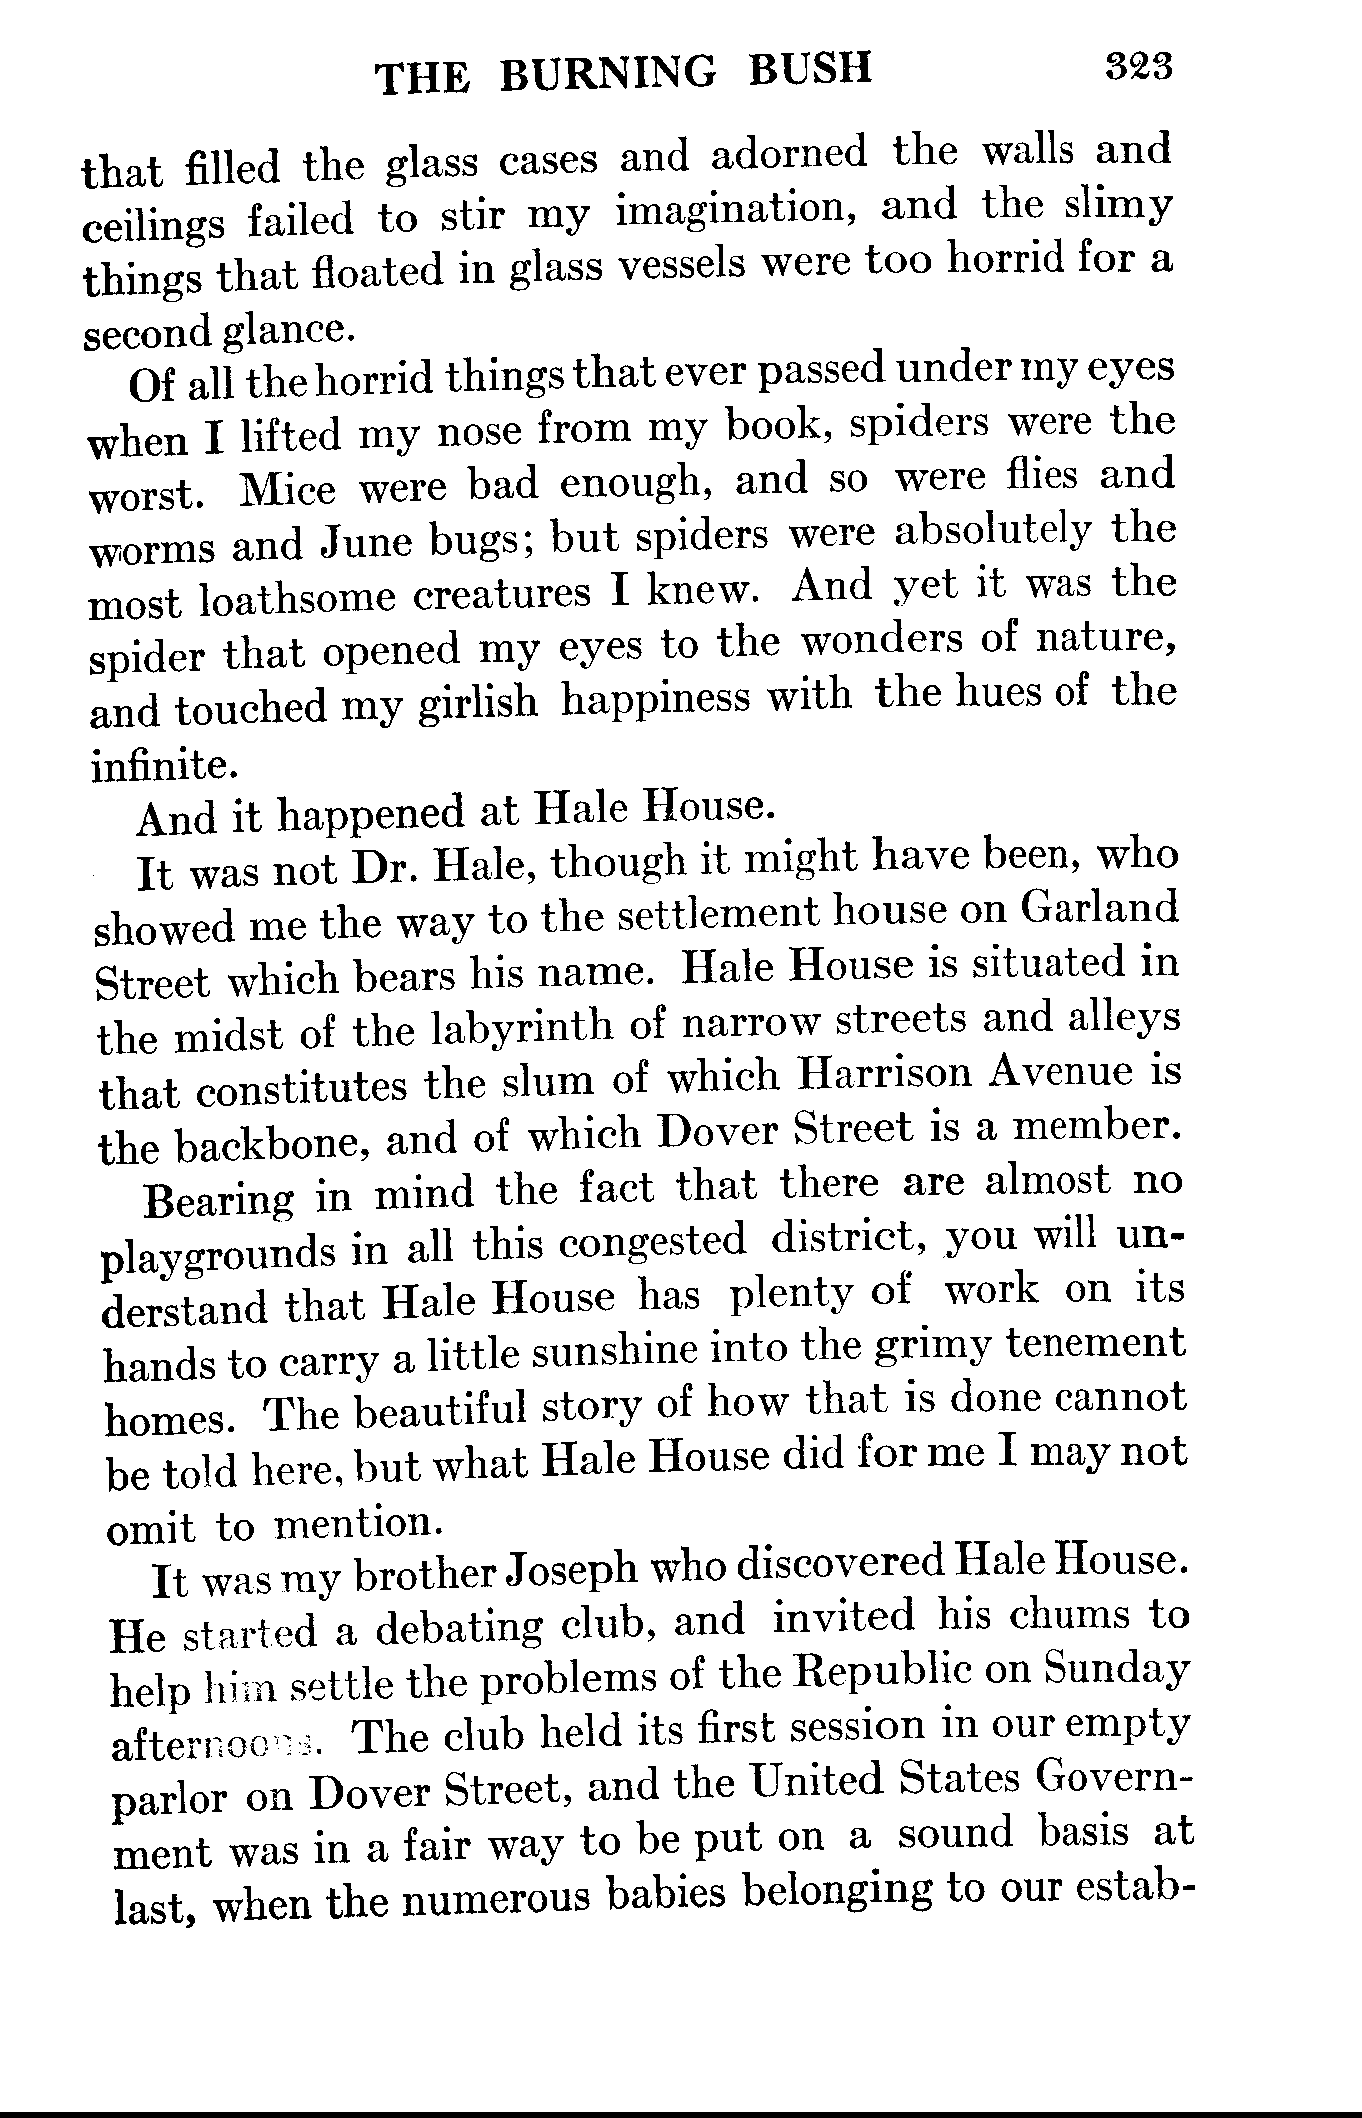 THE BURNING BUSH 323
that filled the glass cases and adorned the walls and
ceilings failed to stir my imagination, and the slimy
things that floated in glass vessels were too horrid for a
second glance.
Of all the horrid things that ever passed under my eyes
when I lifted my nose from my book, spiders were the
worst. Mice were bad enough, and so were flies and
worms and June bugs; but spiders were absolutely the
most loathsome creatures I knew. And yet it was the
spider that opened my eyes to the wonders of nature,
and touched my girlish happiness with the hues of the
infinite.
And it happened at Hale House.
It was not Dr. Hale, though it might have been, who
showed me the way to the settlement house on Garland
Street which bears his name. Hale House is situated in
the midst of the labyrinth of narrow streets and alleys
that constitutes the slum of which Harrison Avenue is
the backbone, and of which Dover Street is a member.
Bearing in mind the fact that there are almost no
playgrounds in all this congested district, you will un-
derstand that Hale House has plenty of work on its
hands to carry a little sunshine into the grimy tenement
homes. The beautiful story of how that is done cannot
be told here, but what Hale House did for me I may not
omit to mention.
It was my brother Joseph who discovered Hale House.
He started a debating club, and invited his chums to
help him settle the problems of the Republic on Sunday
afternoons. The club held its first session in our empty
parlor on Dover Street, and the United States Govern-
ment was in a fair way to be put on a sound basis at
last, when the numerous babies belonging to our estab-